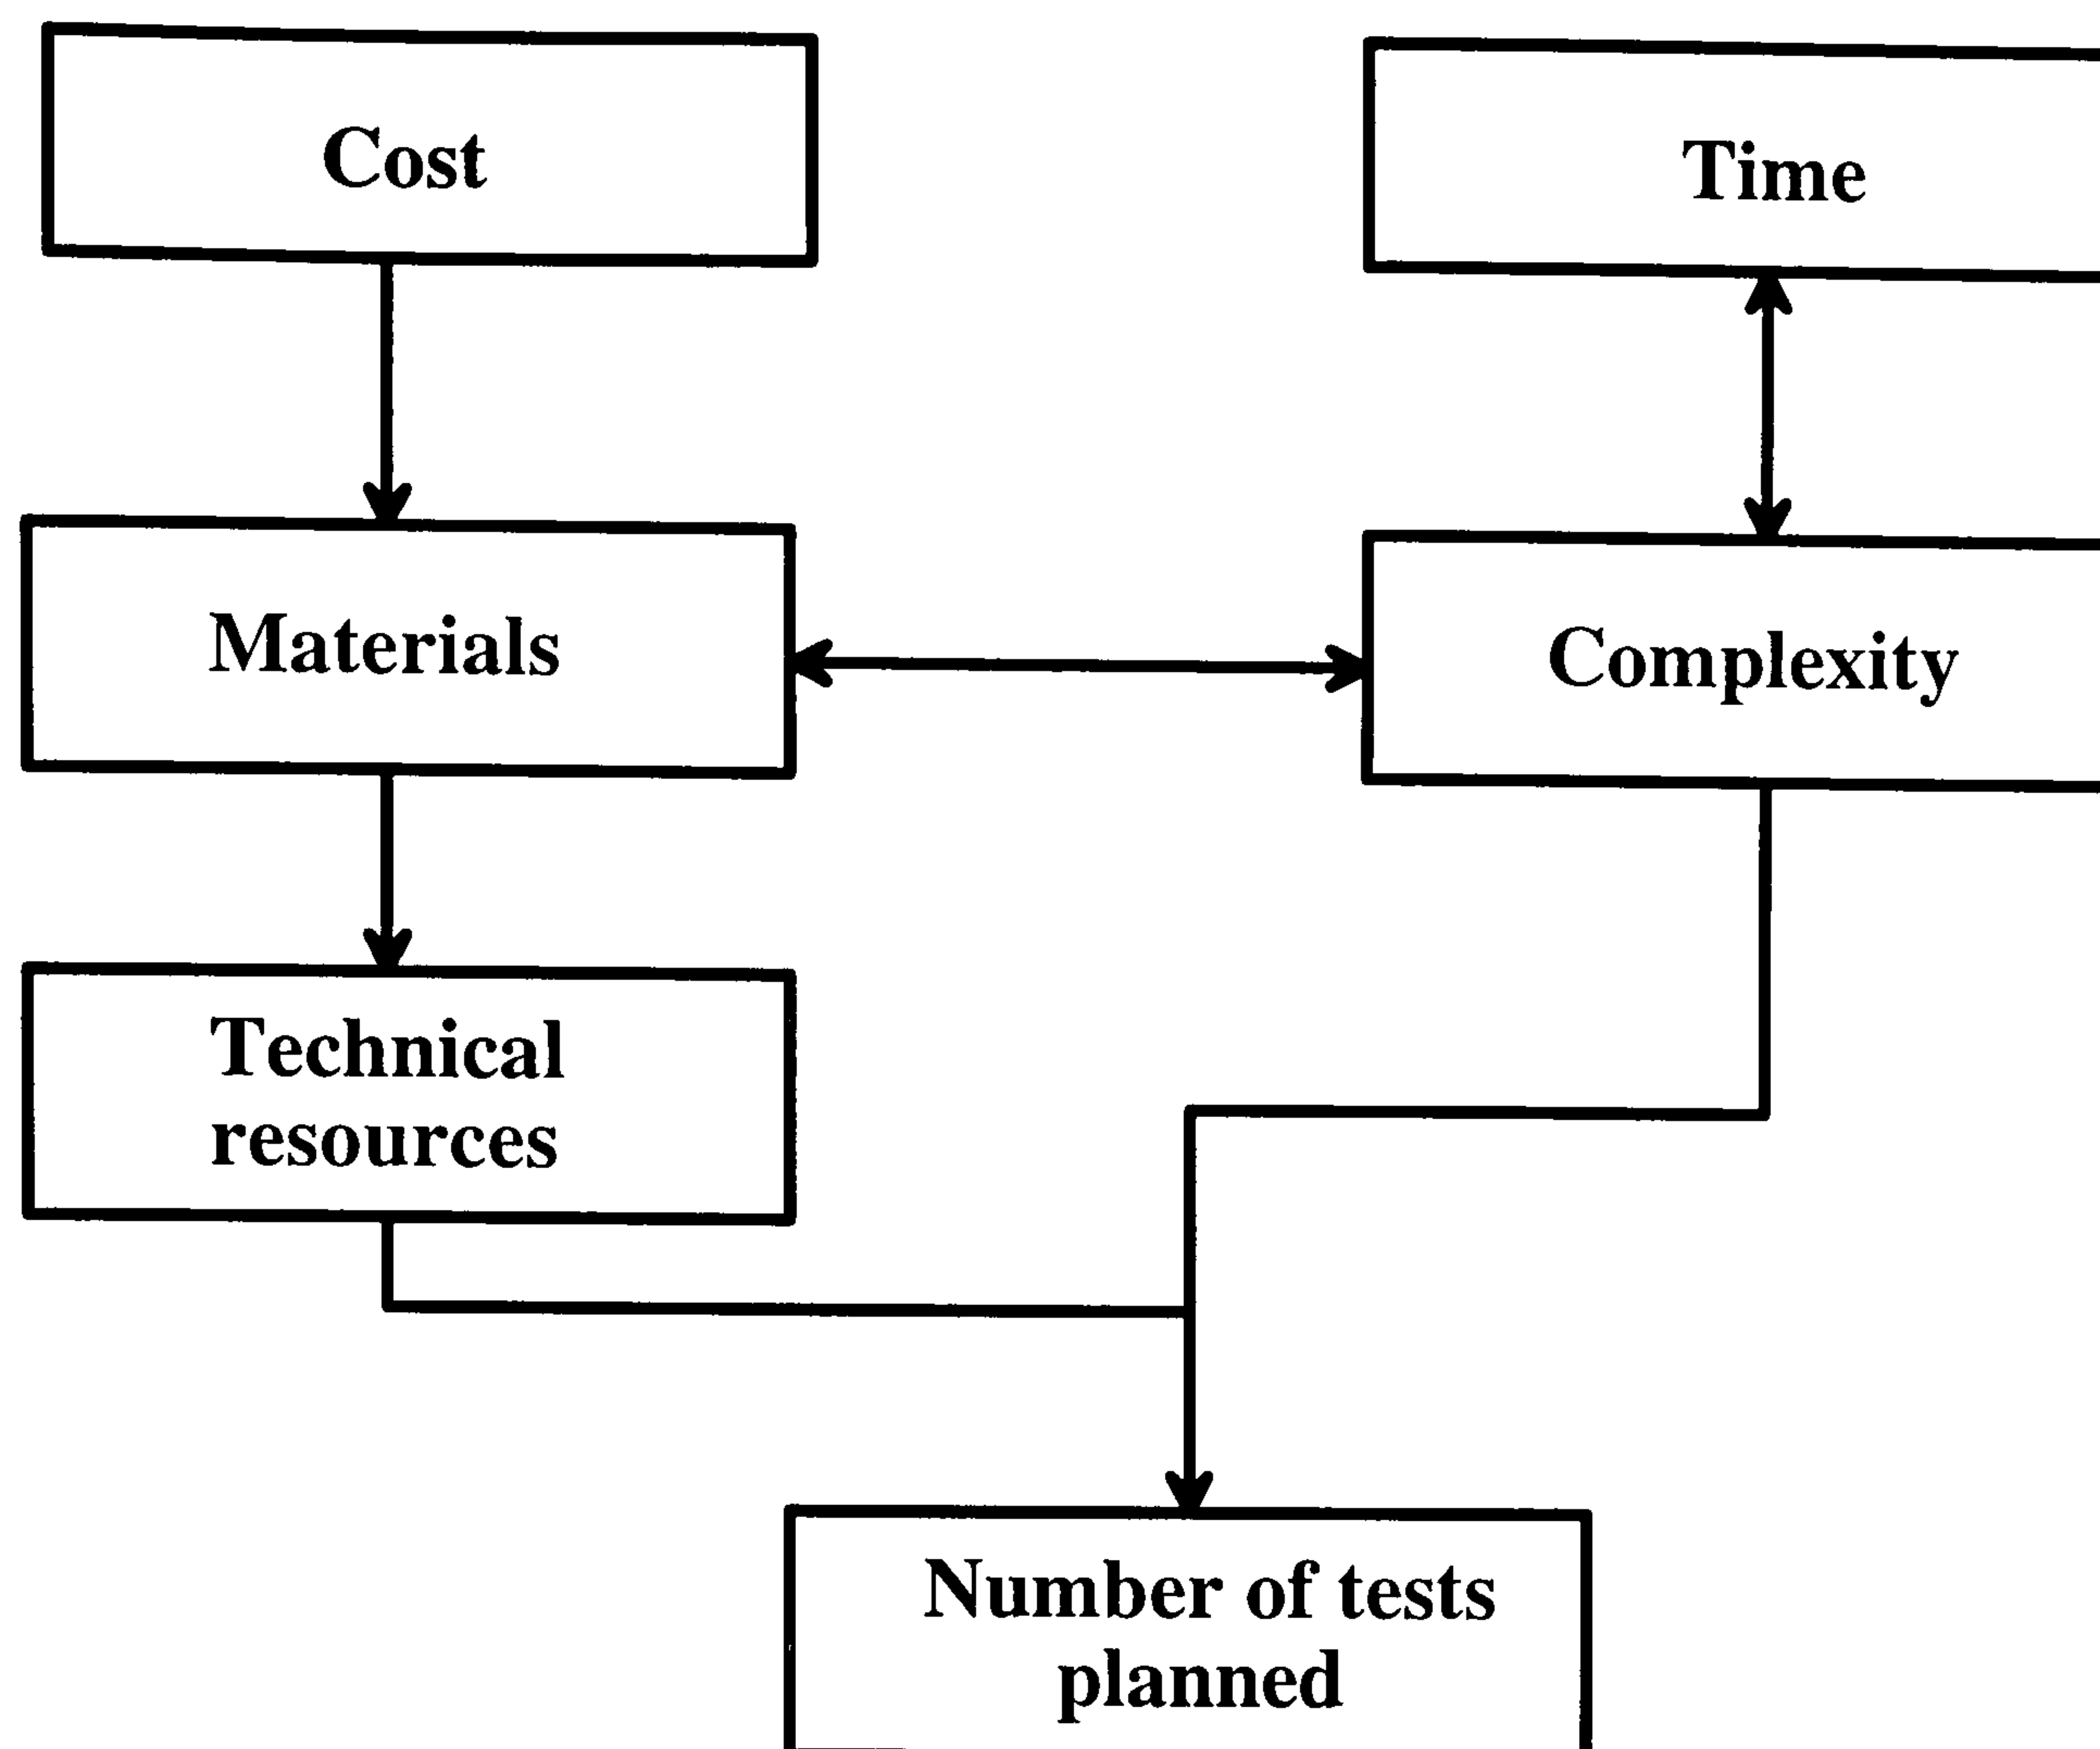 Cost
Time
Materials
Complexity
Technical
resources
Number of tests
planned